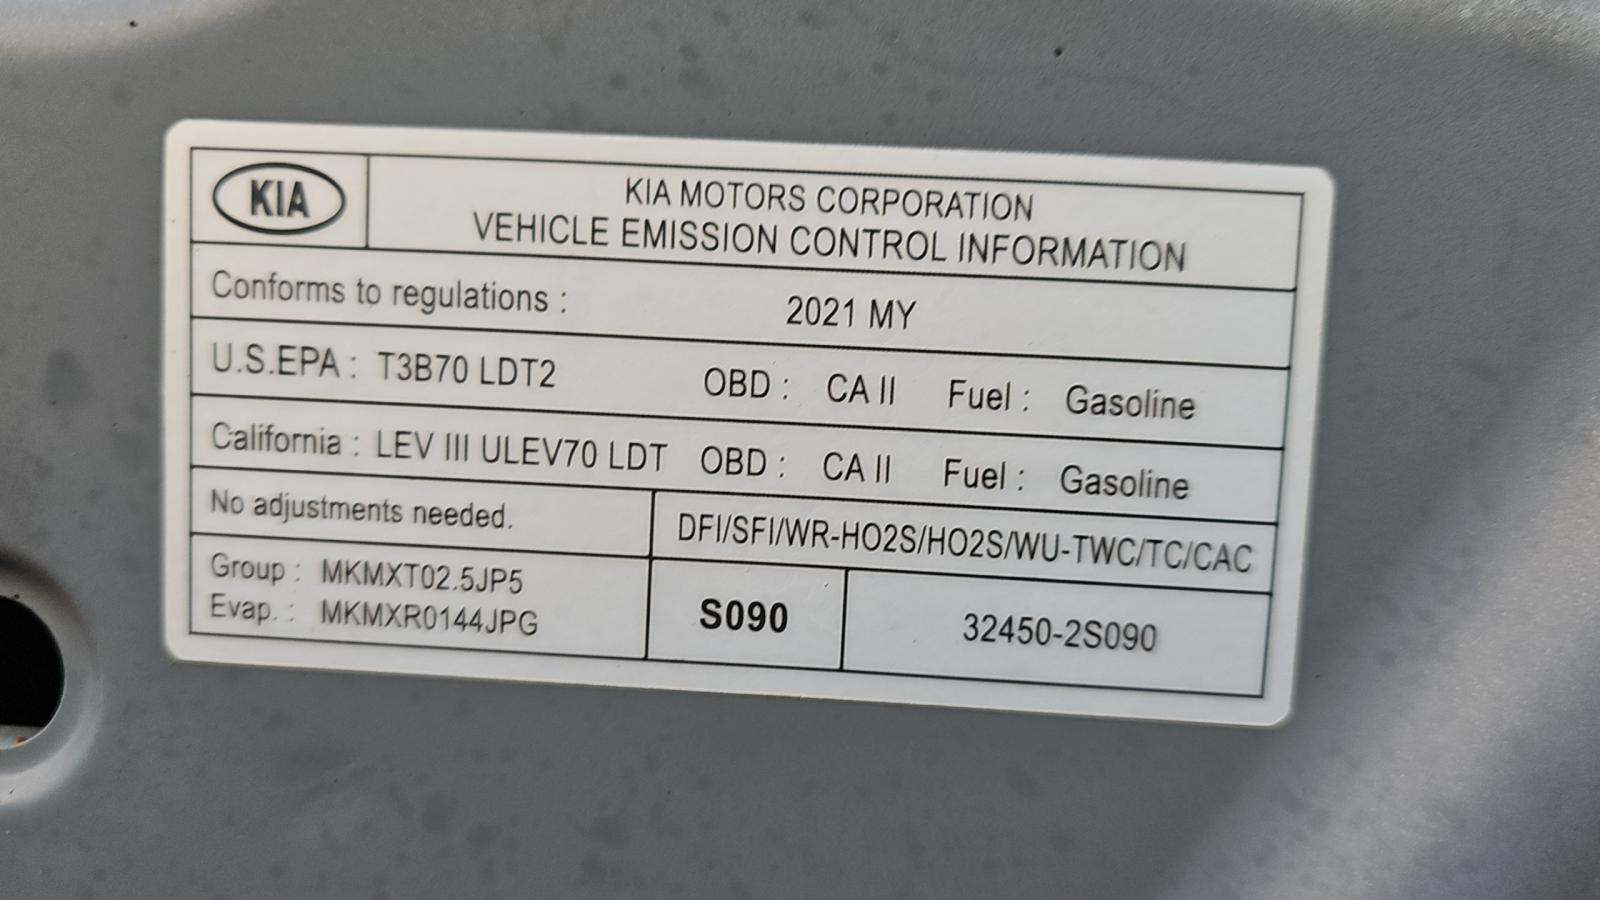 KIA
KIA MOTORS CORPORATION
VEHICLE EMISSION CONTROL INFORMATION
Conforms to regulations : 2021 MY
U.S.EPA : T3B70 LDT2 OBD : CA II Fuel : Gasoline
California : LEV III ULEV70 LDT OBD : CA II Fuel : Gasoline
No adjustments needed.
DFI/SFI/WR-HO2S/HO2S/WU-TWC/TC/CAC
Group : MKMXT02.5JP5
Evap. : MKMXR0144JPG
S090
32450-2S090